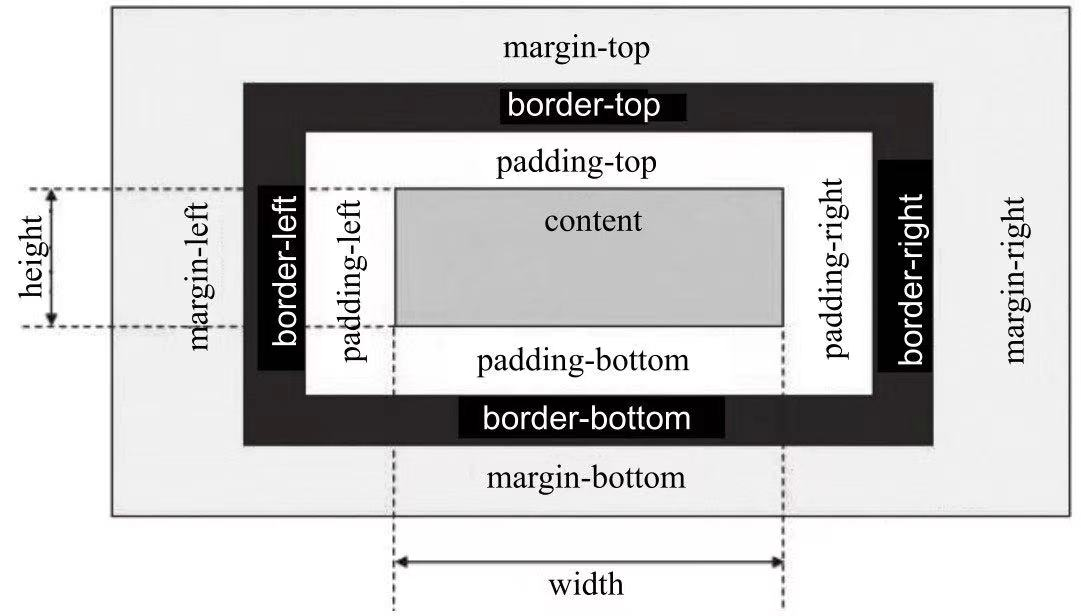 margin-top
border-top
padding-top
height
margin-left
border-left
padding-left
content
padding-right
border-right
margin-right
padding-bottom
border-bottom
margin-bottom
width